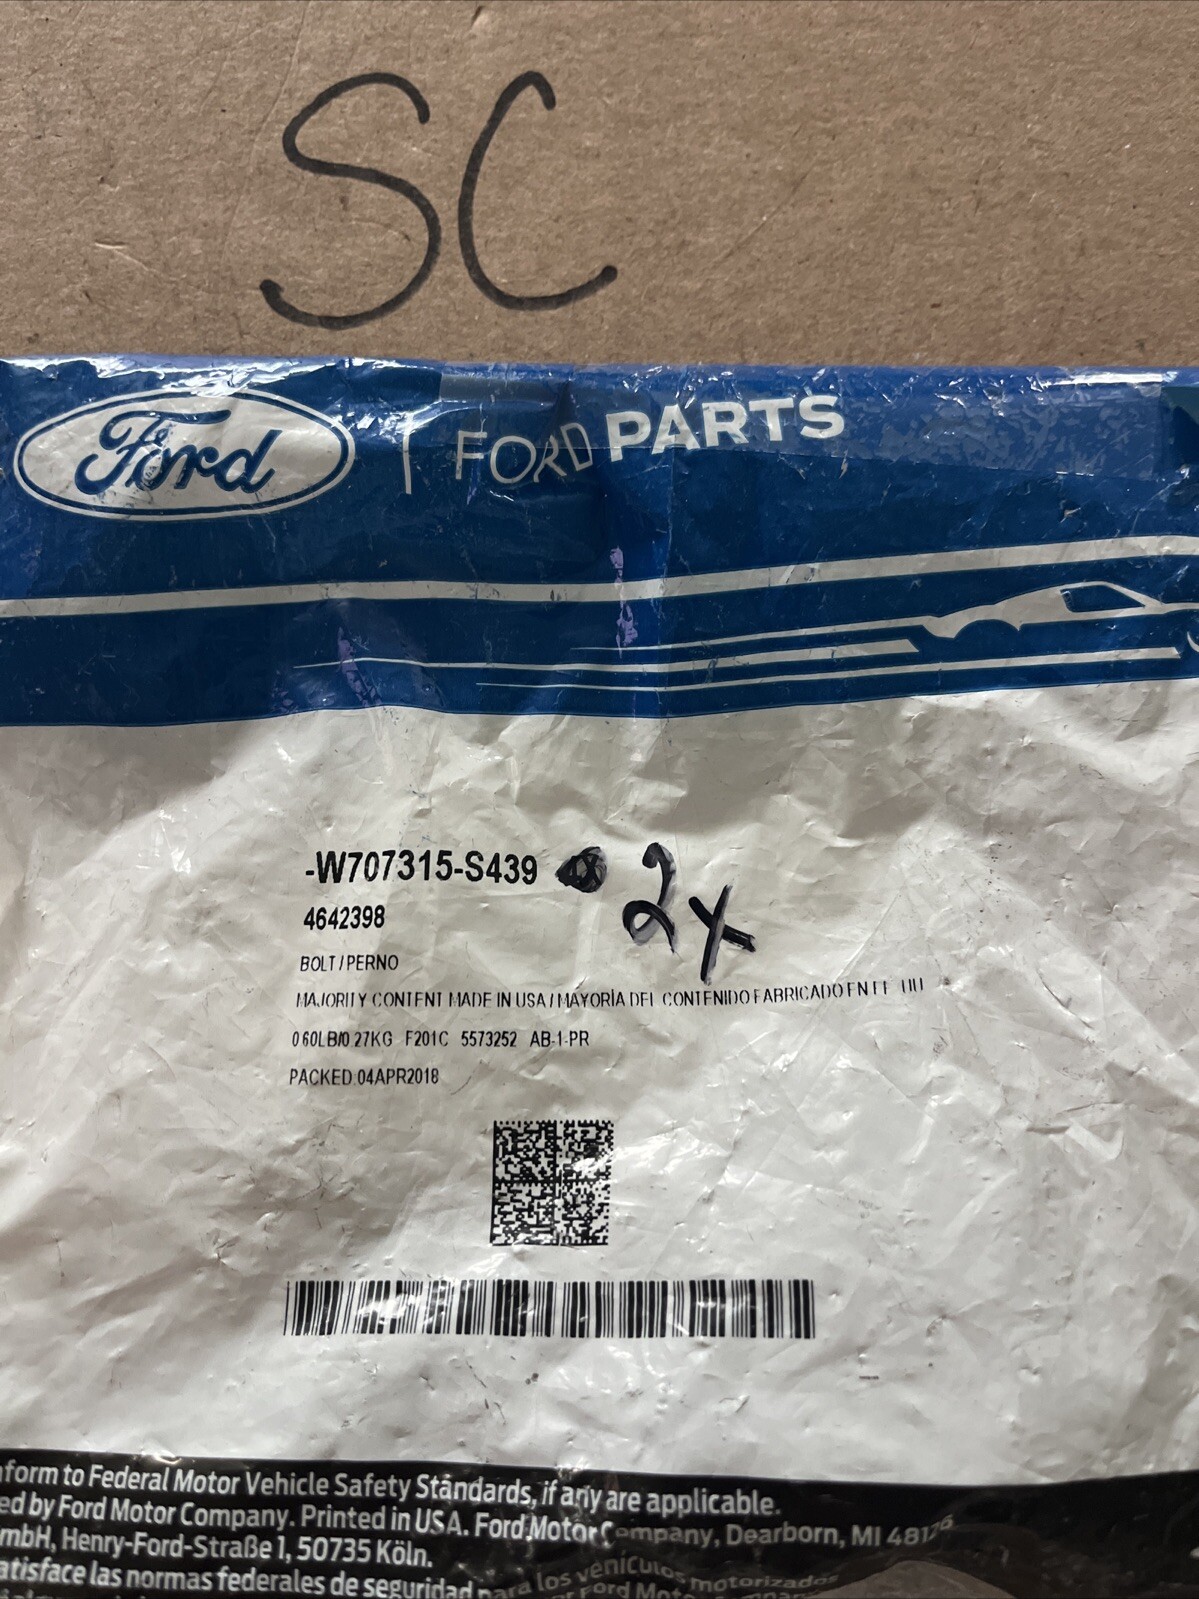 SC
Ford | FORD PARTS
-W707315-S439 2x
4642398
BOLT/PERNO
MAJORITY CONTENT MADE IN USA / MAYORÍA DEL CONTENIDO FABRICADO EN
0.60LB/0.27KG F201C 5573252 AB-1-PR
PACKED 04APR2018
nform to Federal Motor Vehicle Safety Standards, if any are applicable.
ed by Ford Motor Company. Printed in USA. Ford Motor Company, Dearborn, MI 48126
mbH, Henry-Ford-Straße 1, 50735 Köln.
atisface las normas federales de seguridad para los vehículos motorizados